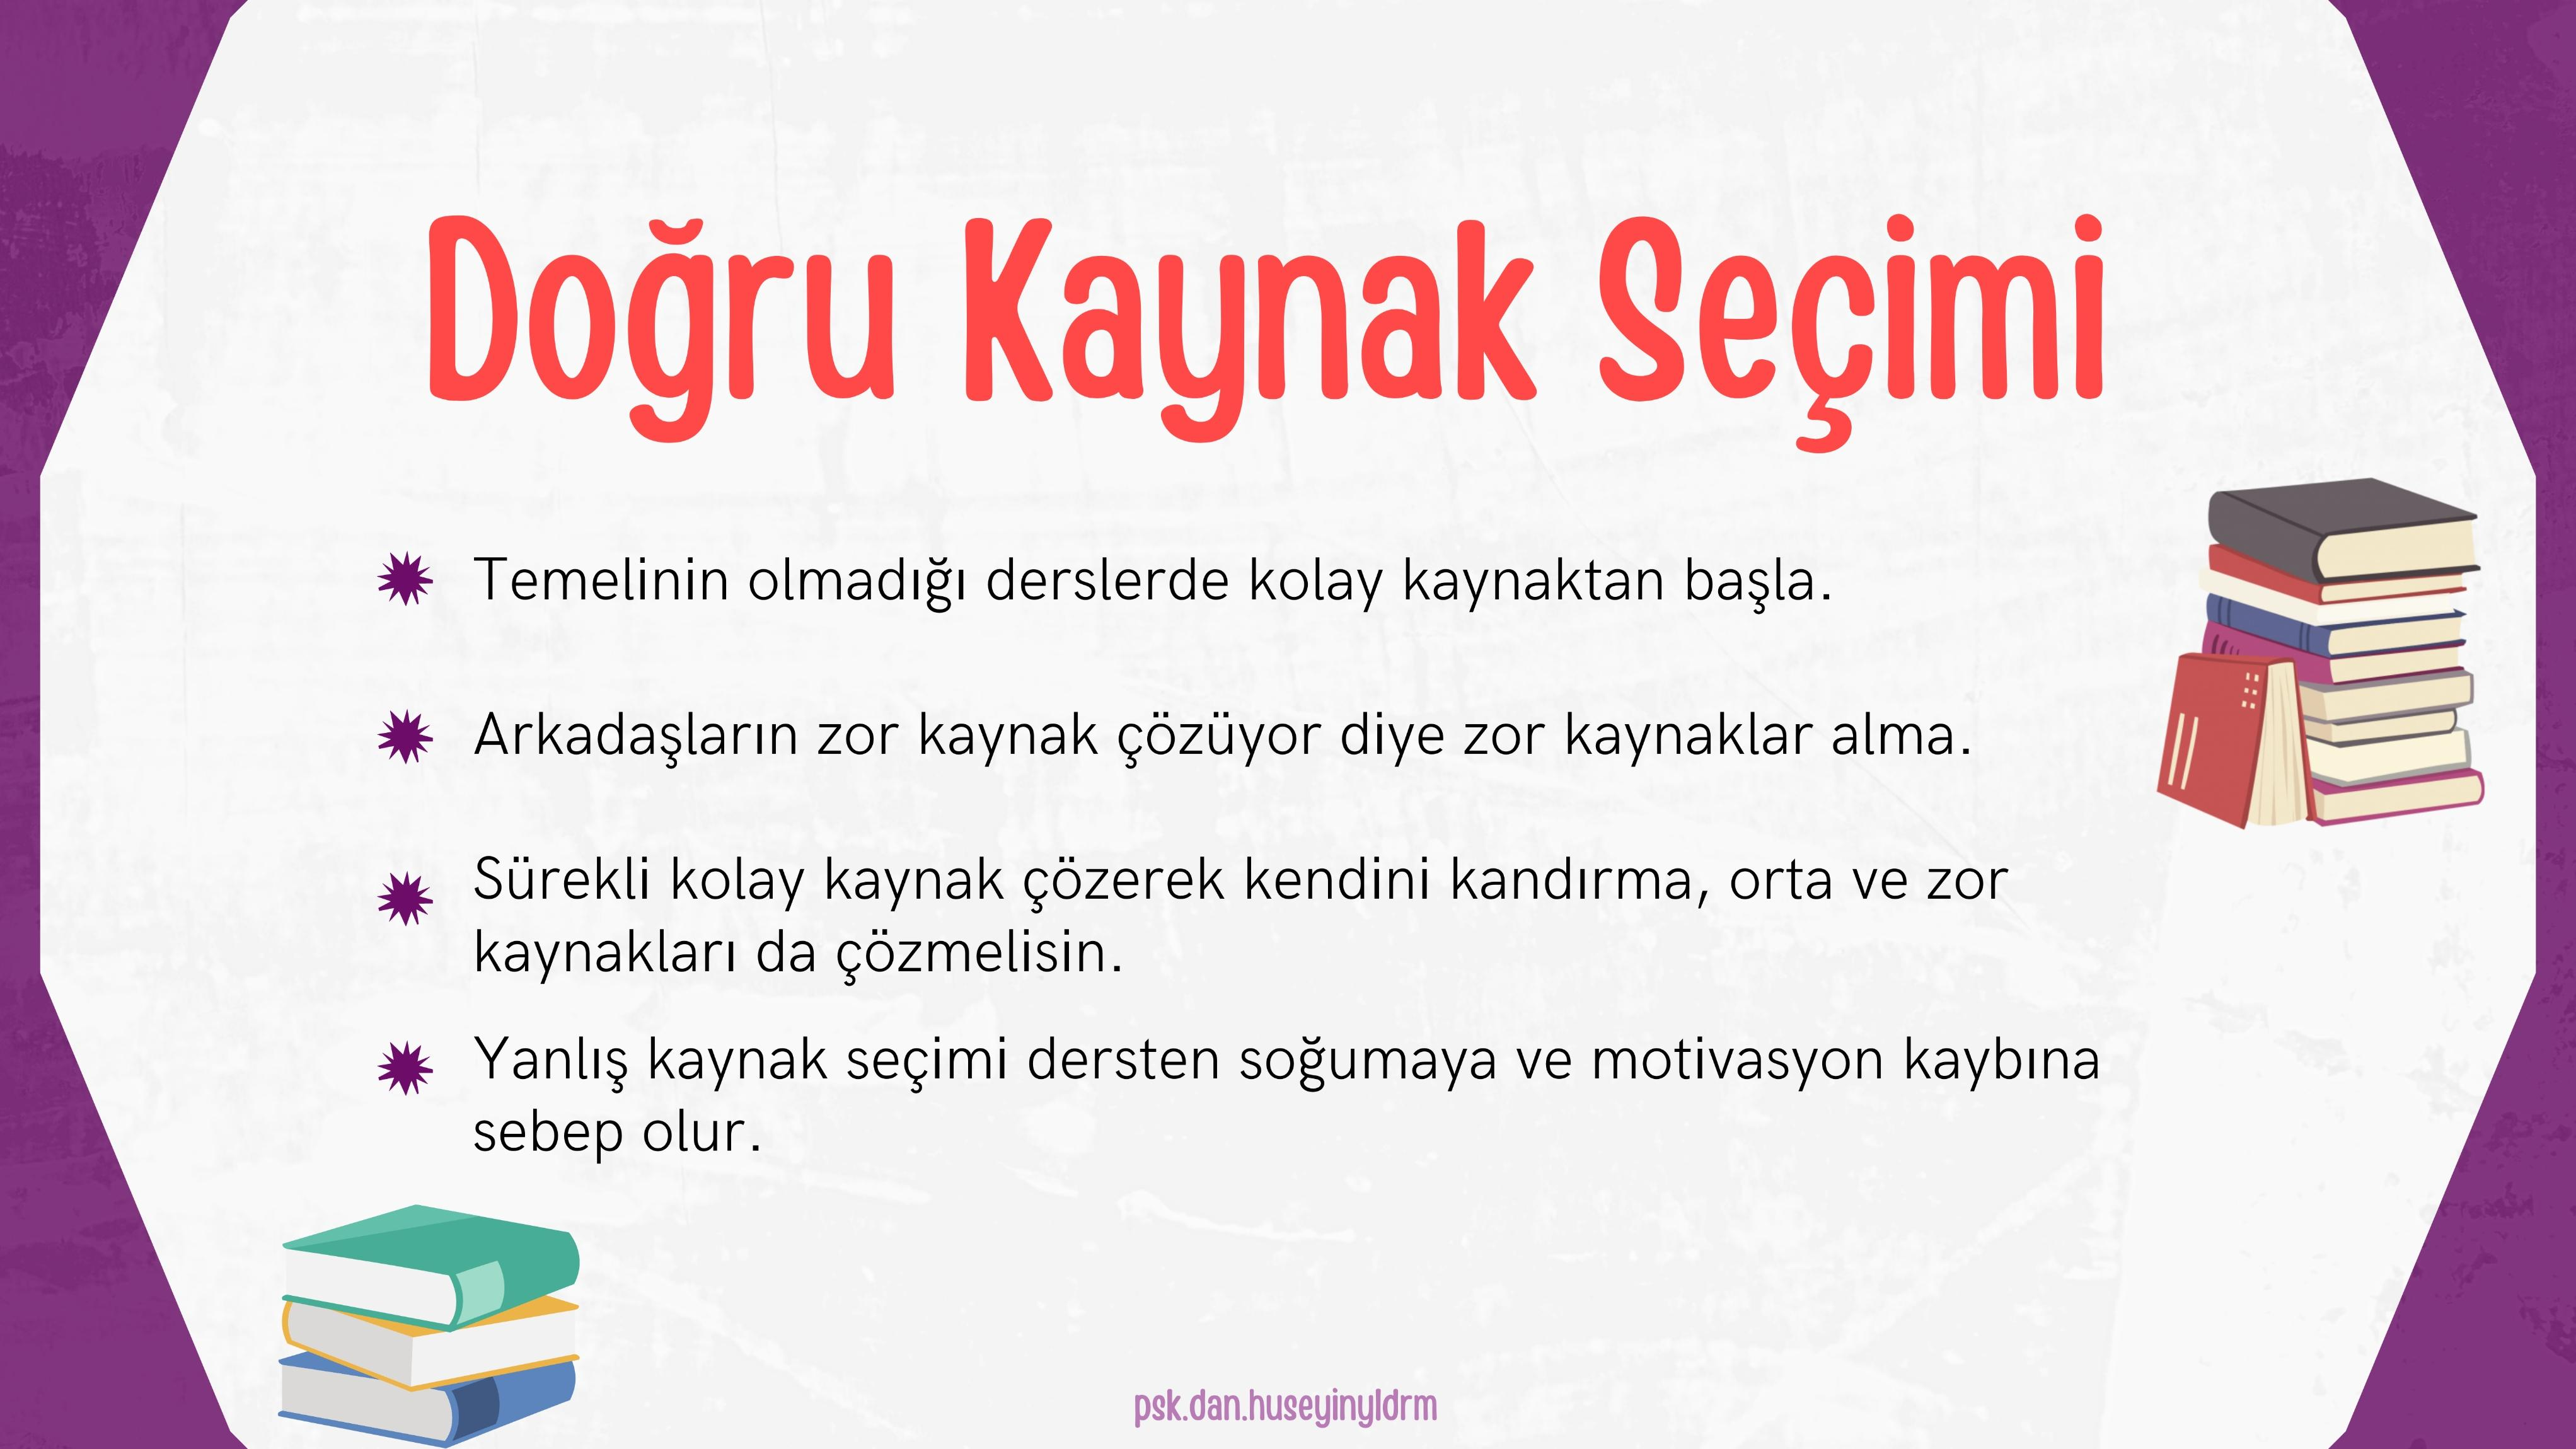 Doğru Kaynak Seçimi
Temelinin olmadığı derslerde kolay kaynaktan başla.
Arkadaşların zor kaynak çözüyor diye zor kaynaklar alma.
Sürekli kolay kaynak çözerek kendini kandırma, orta ve zor
kaynakları da çözmelisin.
Yanlış kaynak seçimi dersten soğumaya ve motivasyon kaybına
sebep olur.
psk.dan.huseyinyldrm